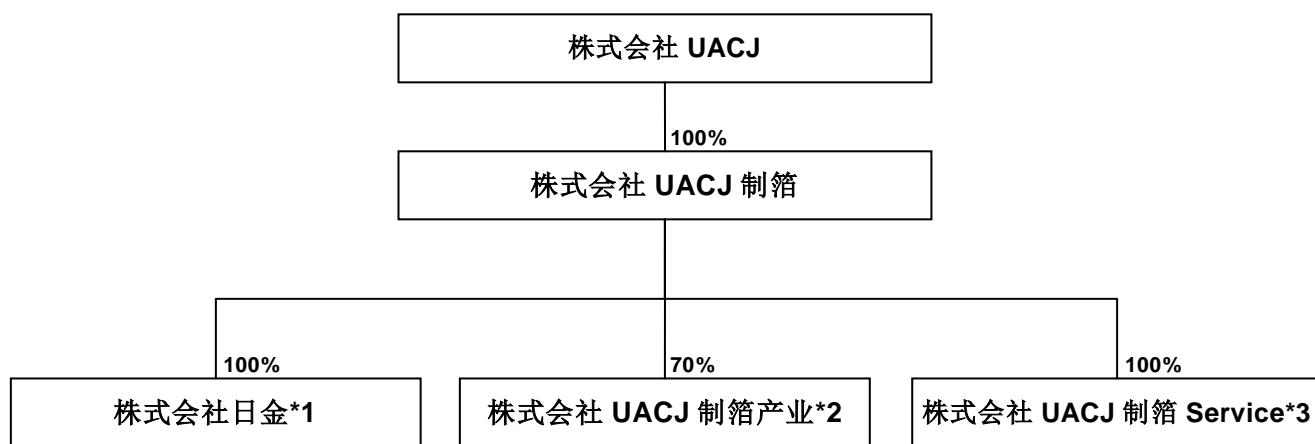 株式会社 UACJ
100%
株式会社 UACJ 制箔
100%
70%
100%
株式会社日金*1
株式会社 UACJ 制箔产业*2
株式会社 UACJ 制箔 Service*3